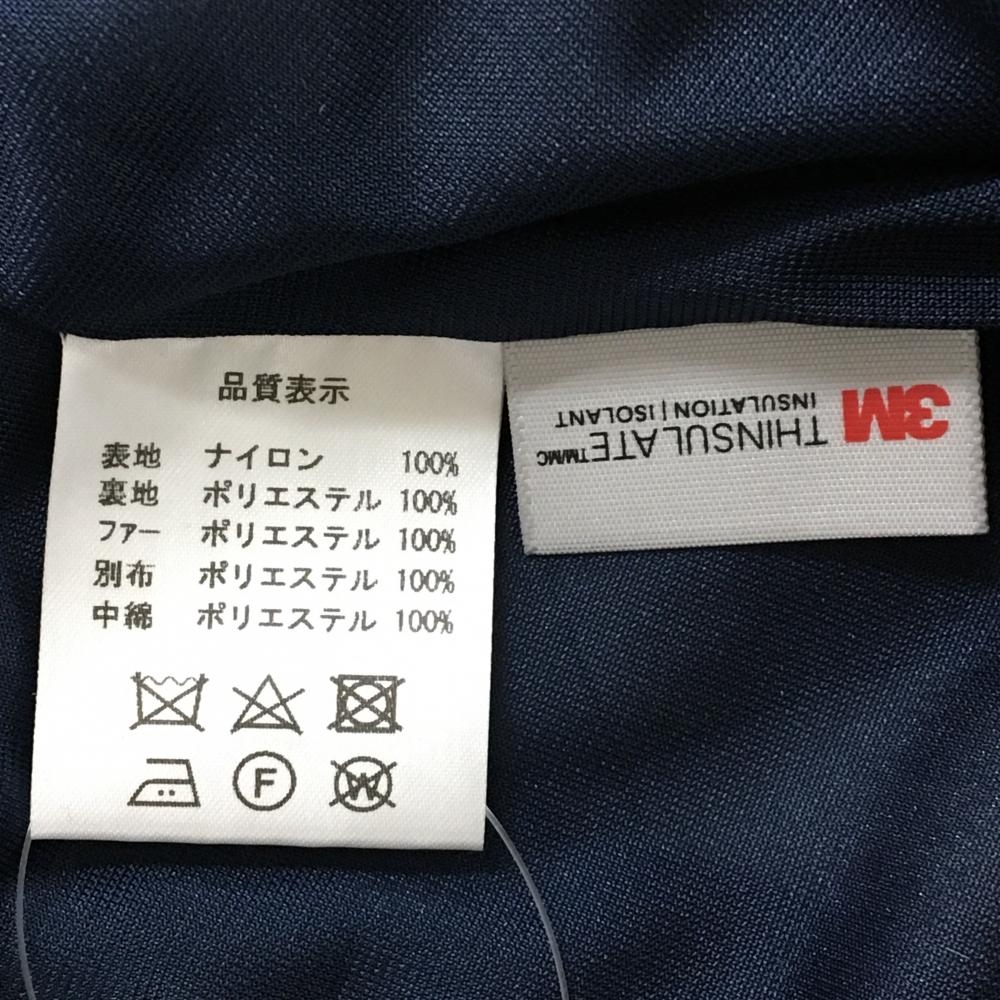 品質表示
表地 ナイロン 100%
裏地 ポリエステル 100%
ファー ポリエステル 100%
別布 ポリエステル 100%
中綿 ポリエステル 100%
F
W
3M THINSULATE TM/MC
INSULATION | ISOLANT